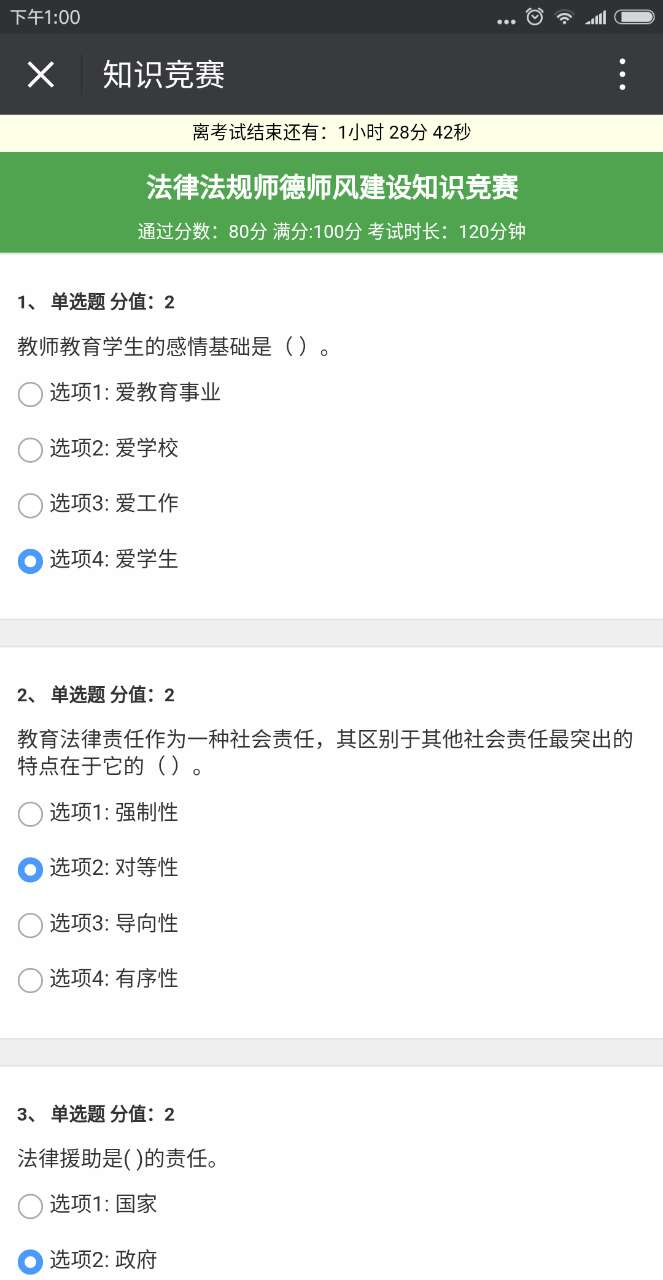 下午1:00
知识竞赛
离考试结束还有：1小时 28分 42秒
法律法规师德师风建设知识竞赛
通过分数：80分 满分:100分 考试时长：120分钟
1、 单选题 分值：2
教师教育学生的感情基础是（ ）。
选项1: 爱教育事业
选项2: 爱学校
选项3: 爱工作
选项4: 爱学生
2、 单选题 分值：2
教育法律责任作为一种社会责任，其区别于其他社会责任最突出的
特点在于它的（ ）。
选项1: 强制性
选项2: 对等性
选项3: 导向性
选项4: 有序性
3、 单选题 分值：2
法律援助是( )的责任。
选项1: 国家
选项2: 政府